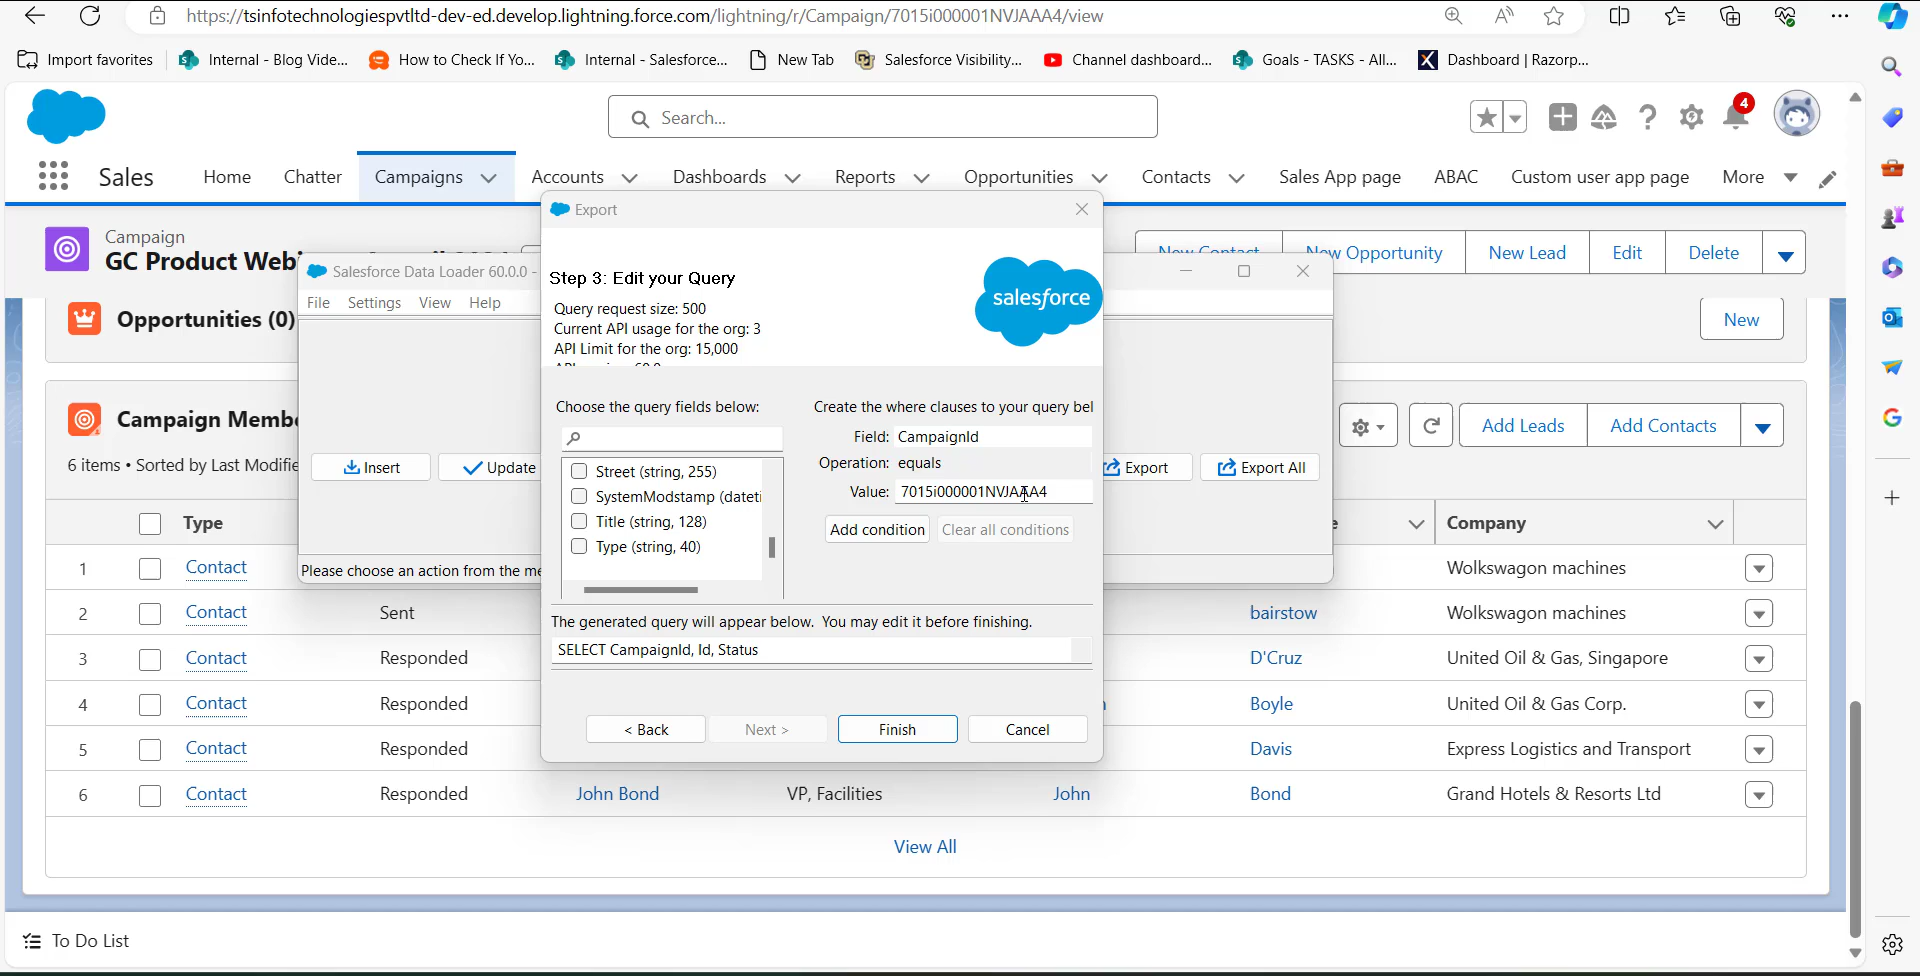 https://tsinfotechnologiespvtltd-dev-ed.develop.lightning.force.com/lightning/r/Campaign/7015i000001NVJAAA4/view
Import favorites Internal - Blog Vide... How to Check If Yo... Internal - Salesforce... New Tab Salesforce Visibility... Channel dashboard... Goals - TASKS - All... Dashboard | Razorp...
Search...
4
Sales Home Chatter Campaigns Accounts Dashboards Reports Opportunities Contacts Sales App page ABAC Custom user app page More
Campaign
GC Product Webi
New Opportunity New Lead Edit Delete
Opportunities (0)
New
Campaign Membe
Add Leads Add Contacts
6 items • Sorted by Last Modifie
Type
Company
1 Contact Wolkswagon machines
2 Contact Sent bairstow Wolkswagon machines
3 Contact Responded D'Cruz United Oil & Gas, Singapore
4 Contact Responded Boyle United Oil & Gas Corp.
5 Contact Responded Davis Express Logistics and Transport
6 Contact Responded John Bond VP, Facilities John Bond Grand Hotels & Resorts Ltd
View All
To Do List
Salesforce Data Loader 60.0.0 -
File Settings View Help
Insert Update Export Export All
Please choose an action from the me
Export
Step 3: Edit your Query
Query request size: 500
Current API usage for the org: 3
API Limit for the org: 15,000
salesforce
Choose the query fields below:
Street (string, 255)
SystemModstamp (dateti
Title (string, 128)
Type (string, 40)
Create the where clauses to your query bel
Field: CampaignId
Operation: equals
Value: 7015i000001NVJAAA4
Add condition Clear all conditions
The generated query will appear below. You may edit it before finishing.
SELECT CampaignId, Id, Status
< Back Next > Finish Cancel